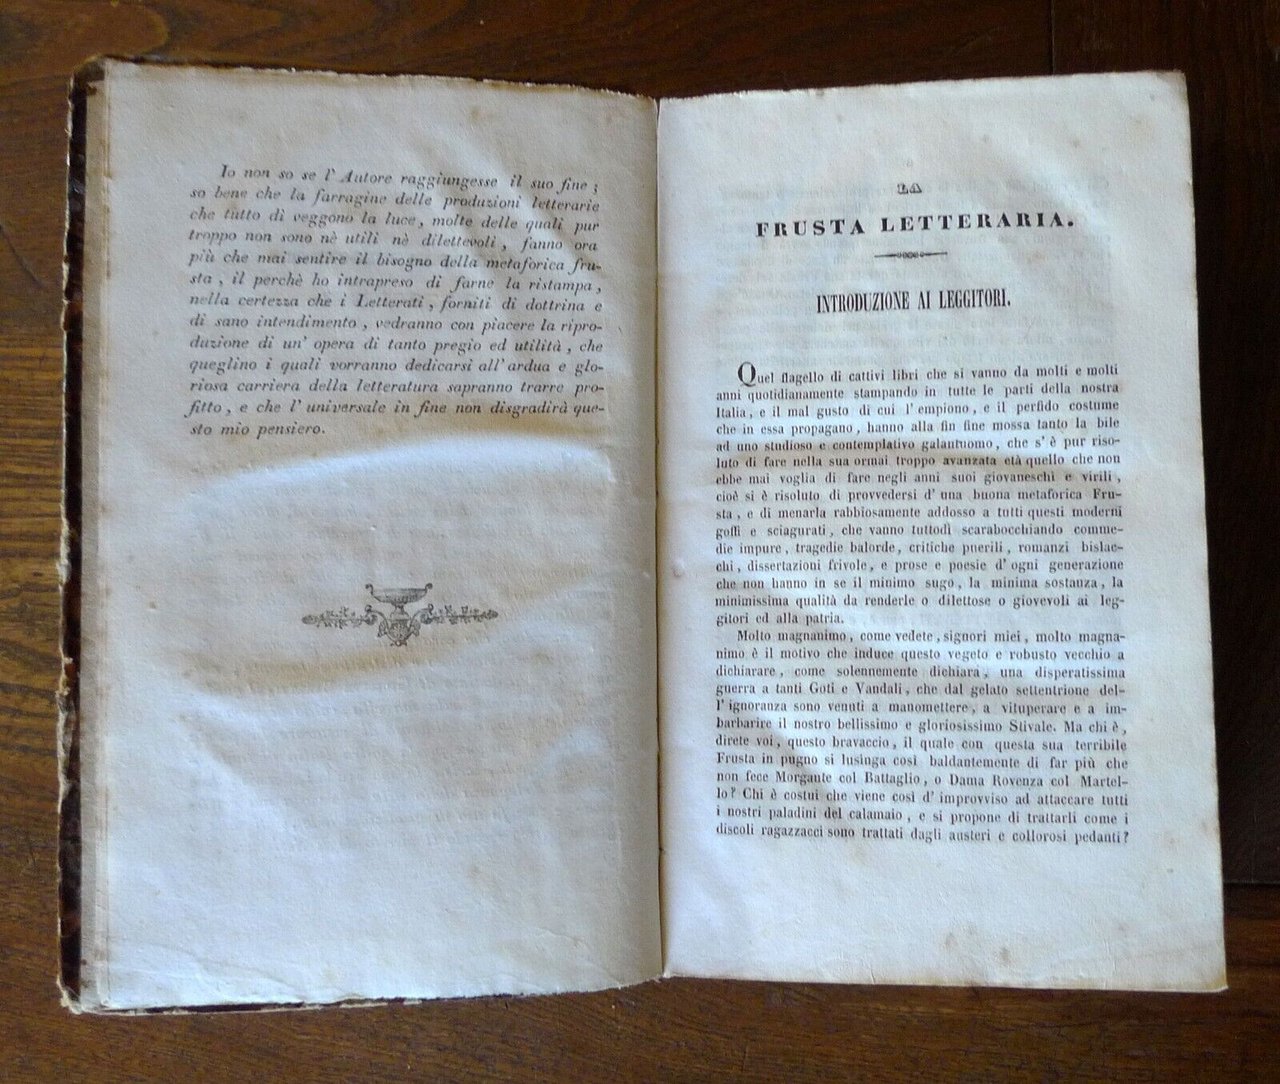 Io non so se l' Autore raggiungesse il suo fine;
so bene che la farragine delle produzioni letterarie
che tutto dì veggono la luce, molte delle quali pur
troppo non sono nè utili nè dilettevoli, fanno ora
più che mai sentire il bisogno della metaforica fru-
sta, il perchè ho intrapreso di farne la ristampa,
nella certezza che i Letterati, forniti di dottrina e
di sano intendimento, vedranno con piacere la ripro-
duzione di un' opera di tanto pregio ed utilità, che
queglino i quali vorranno dedicarsi all' ardua e glo-
riosa carriera della letteratura sapranno trarre pro-
fitto, e che l' universale in fine non disgradirà que-
sto mio pensiero.
LA
FRUSTA LETTERARIA.
INTRODUZIONE AI LEGGITORI.
Quel flagello di cattivi libri che si vanno da molti e molti
anni quotidianamente stampando in tutte le parti della nostra
Italia, e il mal gusto di cui l' empiono, e il perfido costume
che in essa propagano, hanno alla fin fine mossa tanto la bile
ad uno studioso e contemplativo galantuomo, che s' è pur riso-
luto di fare nella sua ormai troppo avanzata età quello che non
ebbe mai voglia di fare negli anni suoi giovaneschi e virili,
cioè si è risoluto di provvedersi d' una buona metaforica Fru-
sta, e di menarla rabbiosamente addosso a tutti questi moderni
goffi e sciagurati, che vanno tuttodì scarabocchiando comme-
die impure, tragedie balorde, critiche puerili, romanzi bislac-
chi, dissertazioni frivole, e prose e poesie d' ogni generazione
che non hanno in se il minimo sugo, la minima sostanza, la
minimissima qualità da renderle o dilettose o giovevoli ai leg-
gitori ed alla patria.
Molto magnanimo, come vedete, signori miei, molto magna-
nimo è il motivo che induce questo vegeto e robusto vecchio a
dichiarare, come solennemente dichiara, una disperatissima
guerra a tanti Goti e Vandali, che dal gelato settentrione del-
l' ignoranza sono venuti a manomettere, a vituperare e a im-
barbarire il nostro bellissimo e gloriosissimo Stivale. Ma chi è,
direte voi, questo bravaccio, il quale con questa sua terribile
Frusta in pugno si lusinga così baldantemente di far più che
non fece Morgante col Battaglio, o Dama Rovenza col Martel-
lo? Chi è costui che viene così d' improvviso ad attaccare tutti
i nostri paladini del calamaio, e si propone di trattarli come i
discoli ragazzacci sono trattati dagli austeri e collorosi pedanti?